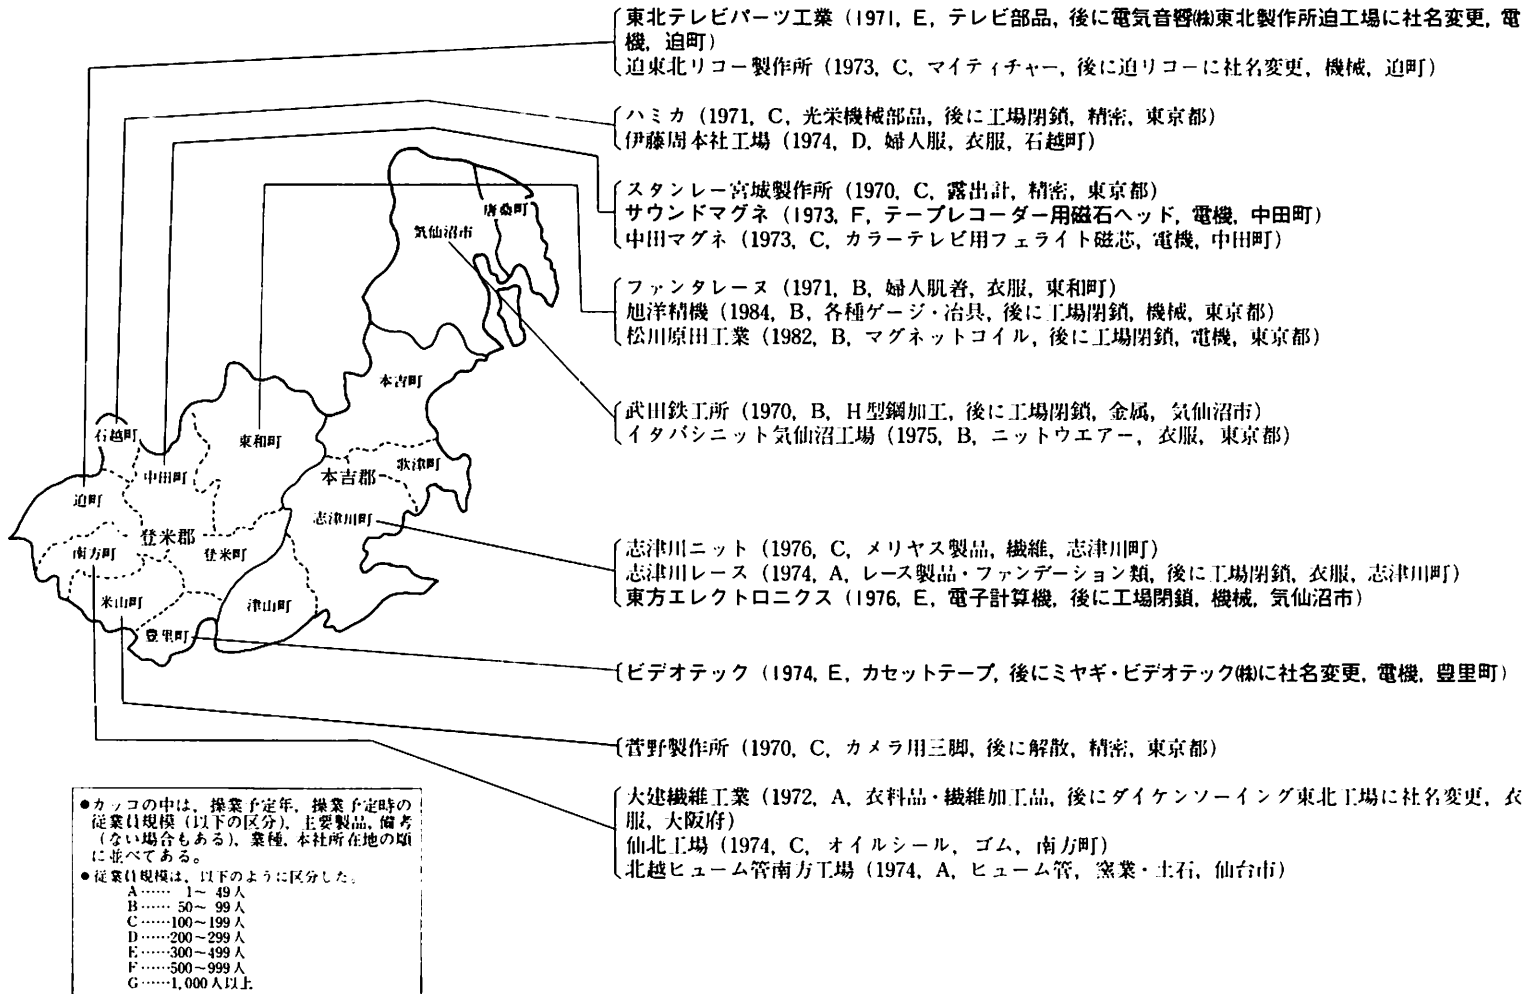 東北テレビパーツ工業 (1971, E, テレビ部品, 後に電気音響㈱東北製作所迫工場に社名変更, 電
機, 迫町)
迫東北リコー製作所 (1973, C, マイティチャー, 後に迫リコーに社名変更, 機械, 迫町)
ハミカ (1971, C, 光栄機械部品, 後に工場閉鎖, 精密, 東京都)
伊藤周本社工場 (1974, D, 婦人服, 衣服, 石越町)
スタンレー宮城製作所 (1970, C, 露出計, 精密, 東京都)
サウンドマグネ (1973, F, テープレコーダー用磁石ヘッド, 電機, 中田町)
中田マグネ (1973, C, カラーテレビ用フェライト磁芯, 電機, 中田町)
ファンタレーヌ (1971, B, 婦人肌着, 衣服, 東和町)
旭洋精機 (1984, B, 各種ゲージ・冶具, 後に工場閉鎖, 機械, 東京都)
松川原田工業 (1982, B, マグネットコイル, 後に工場閉鎖, 電機, 東京都)
武田鉄工所 (1970, B, H型鋼加工, 後に工場閉鎖, 金属, 気仙沼市)
イタバシニット気仙沼工場 (1975, B, ニットウエアー, 衣服, 東京都)
志津川ニット (1976, C, メリヤス製品, 繊維, 志津川町)
志津川レース (1974, A, レース製品・ファンデーション類, 後に工場閉鎖, 衣服, 志津川町)
東方エレクトロニクス (1976, E, 電子計算機, 後に工場閉鎖, 機械, 気仙沼市)
ビデオテック (1974, E, カセットテープ, 後にミヤギ・ビデオテック㈱に社名変更, 電機, 豊里町)
菅野製作所 (1970, C, カメラ用三脚, 後に解散, 精密, 東京都)
大建繊維工業 (1972, A, 衣料品・繊維加工品, 後にダイケンソーイング東北工場に社名変更, 衣
服, 大阪府)
仙北工場 (1974, C, オイルシール, ゴム, 南方町)
北越ヒューム管南方工場 (1974, A, ヒューム管, 窯業・土石, 仙台市)
唐桑町
気仙沼市
本吉町
石越町
東和町
中田町
歌津町
本吉郡
迫町
志津川町
登米郡
南方町
登米町
米山町
津山町
豊里町
●カッコの中は, 操業予定年, 操業予定時の
従業員規模 (以下の区分), 主要製品, 備考
(ない場合もある), 業種, 本社所在地の順
に並べてある。
●従業員規模は, 以下のように区分した。
A…… 1～ 49人
B…… 50～ 99人
C……100～199人
D……200～299人
E……300～499人
F……500～999人
G……1,000人以上